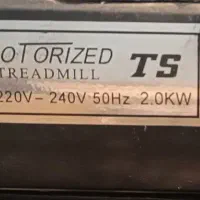 OTORIZED
TREADMILL TS
220V- 240V 50Hz 2.0KW